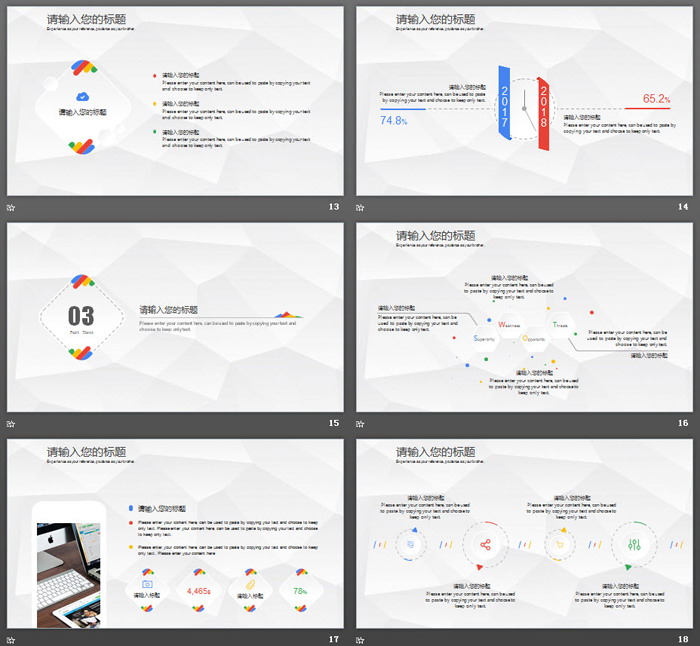 请输入您的标题
Experience as your reference, prudense as your brother.
请输入您的标题
请输入您的标题
Please enter your content here, can be used to paste by copying your text
and choose to keep only text.
请输入您的标题
Please enter your content here, can be used to paste by copying your text
and choose to keep only text.
请输入您的标题
Please enter your content here, can be used to paste by copying your text
and choose to keep only text.
13
请输入您的标题
Experience as your reference, prudense as your brother.
请输入您的标题
Please enter your content here, can be used
to paste by copying your text and choose to
keep only text.
74.8%
2017
2018
65.2%
请输入您的标题
Please enter your content here, can be used to
paste by copying your text and choose to keep
only text.
14
03
请输入您的标题
Please enter your content here, can be used to paste by copying your text and
choose to keep only text.
15
请输入您的标题
Experience as your reference, prudense as your brother.
请输入您的标题
Please enter your content here, can be used
to paste by copying your text and choose to
keep only text.
请输入您的标题
Please enter your content here, can be
used to paste by copying your text and
choose to keep only text.
Weakness
Threats
Superiority
Opportunity
Please enter your content here, can be used
to paste by copying your text and
choose to keep only text.
请输入您的标题
请输入您的标题
Please enter your content here, can be used
to paste by copying your text and choose to
keep only text.
16
请输入您的标题
Experience as your reference, prudense as your brother.
请输入您的标题
Please enter your content here, can be used to paste by copying your text and choose to keep
only text. Please enter your content here, can be used to paste by copying your text and choose
to keep only text.
Please enter your content here, can be used to paste by copying your text and choose to keep
only text. Please enter your content here
请输入您的标题
4,465$
请输入您的标题
78%
17
请输入您的标题
Experience as your reference, prudense as your brother.
请输入您的标题
Please enter your content here, can be used
to paste by copying your text and choose to
keep only text.
请输入您的标题
Please enter your content here, can be used
to paste by copying your text and choose to
keep only text.
请输入您的标题
Please enter your content here, can be used
to paste by copying your text and choose to
keep only text.
请输入您的标题
Please enter your content here, can be used
to paste by copying your text and choose to
keep only text.
18